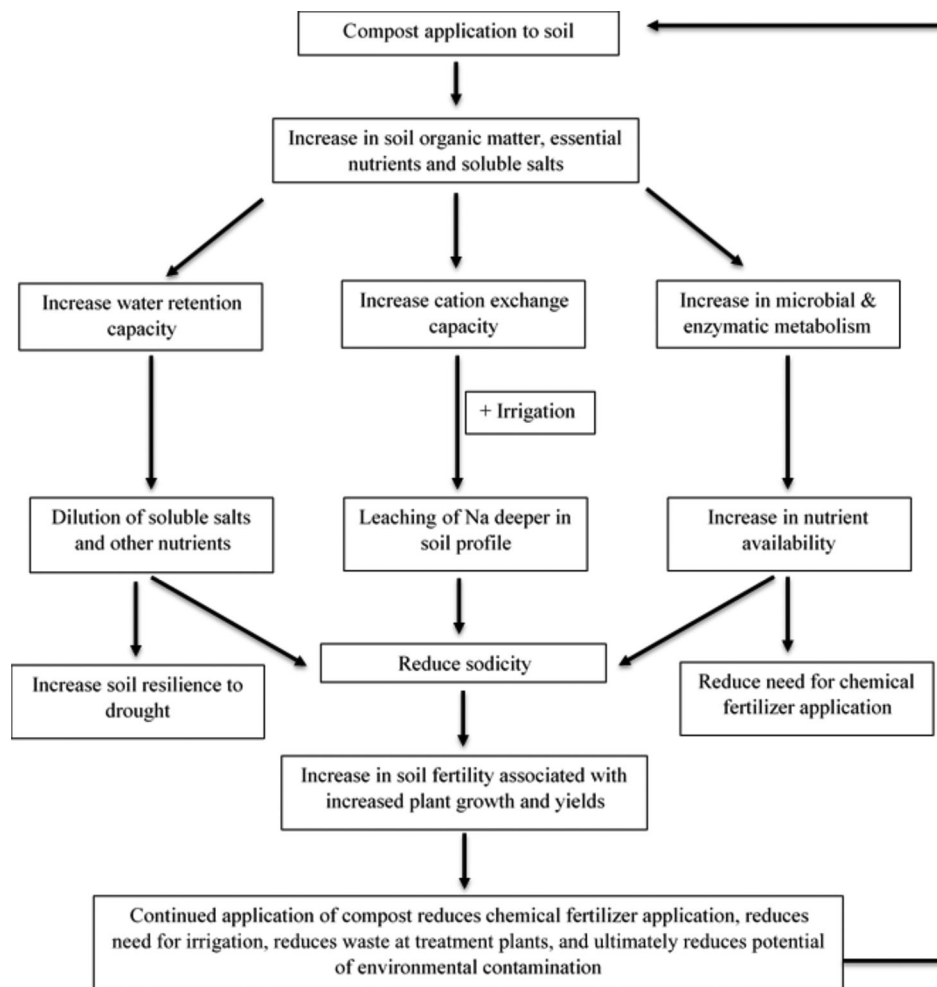 Compost application to soil
Increase in soil organic matter, essential
nutrients and soluble salts
Increase water retention
capacity
Increase cation exchange
capacity
Increase in microbial &
enzymatic metabolism
+ Irrigation
Dilution of soluble salts
and other nutrients
Leaching of Na deeper in
soil profile
Increase in nutrient
availability
Reduce sodicity
Increase soil resilience to
drought
Reduce need for chemical
fertilizer application
Increase in soil fertility associated with
increased plant growth and yields
Continued application of compost reduces chemical fertilizer application, reduces
need for irrigation, reduces waste at treatment plants, and ultimately reduces potential
of environmental contamination